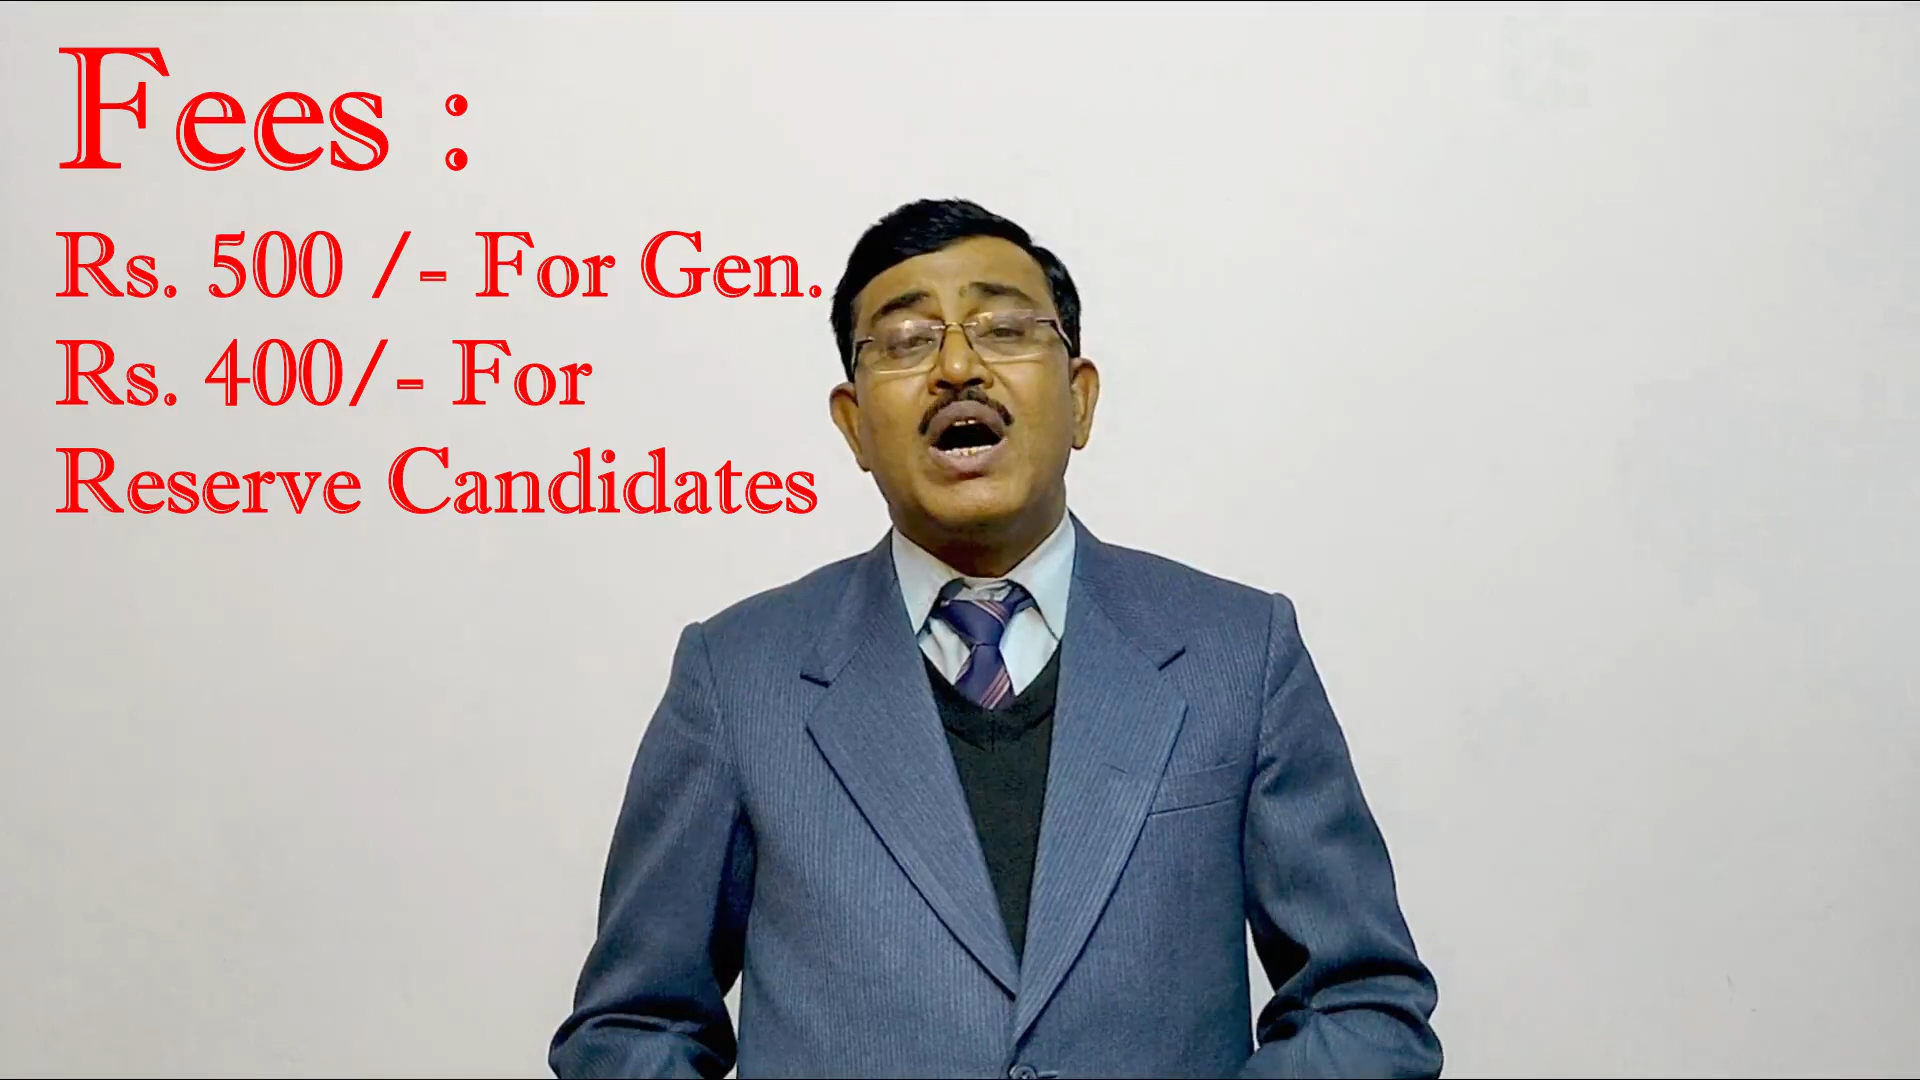 Fees :
Rs. 500 /- For Gen.
Rs. 400/- For
Reserve Candidates